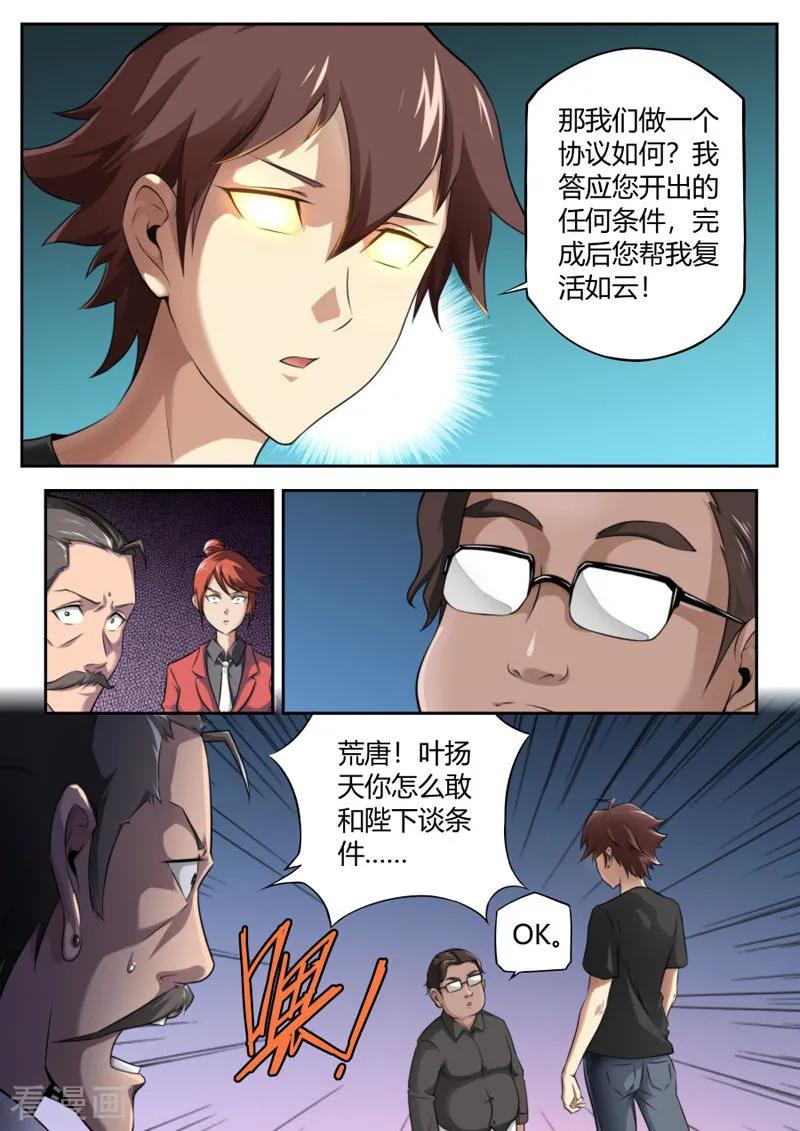 那我们做一个
协议如何？我
答应您开出的
任何条件，完
成后您帮我复
活如云！
荒唐！叶扬
天你怎么敢
和陛下谈条
件……
OK。
看漫画